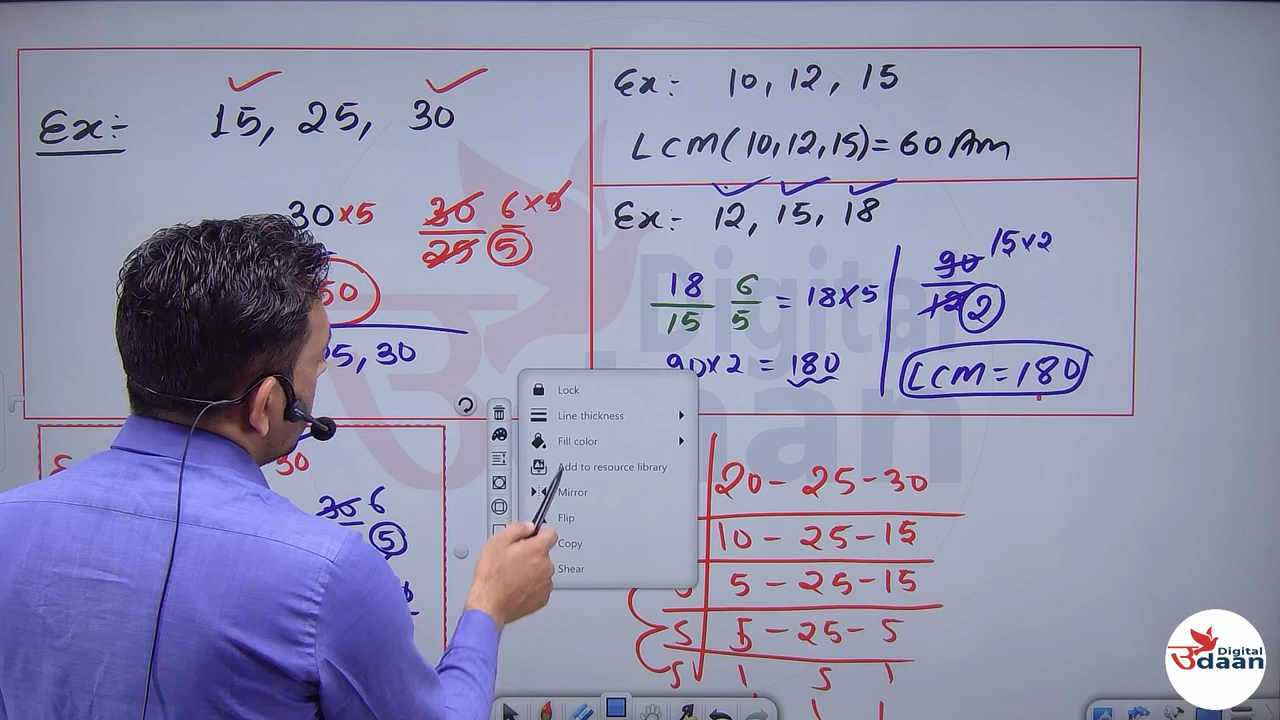 Ex:- 15, 25, 30
30×5
30 6×5
25 5
50
5, 30
Ex:- 10, 12, 15
LCM(10,12,15)=60 Am
Ex:- 12, 15, 18
18 6 = 18×5
15 5
90×2 = 180
90 15×2
12 2
LCM=180
30
30 6
5
Lock
Line thickness
Fill color
Add to resource library
Mirror
Flip
Copy
Shear
20-25-30
10-25-15
5-25-15
5 5-25-5
5 1 5 1
Digital
उdaan
Digital
उdaan